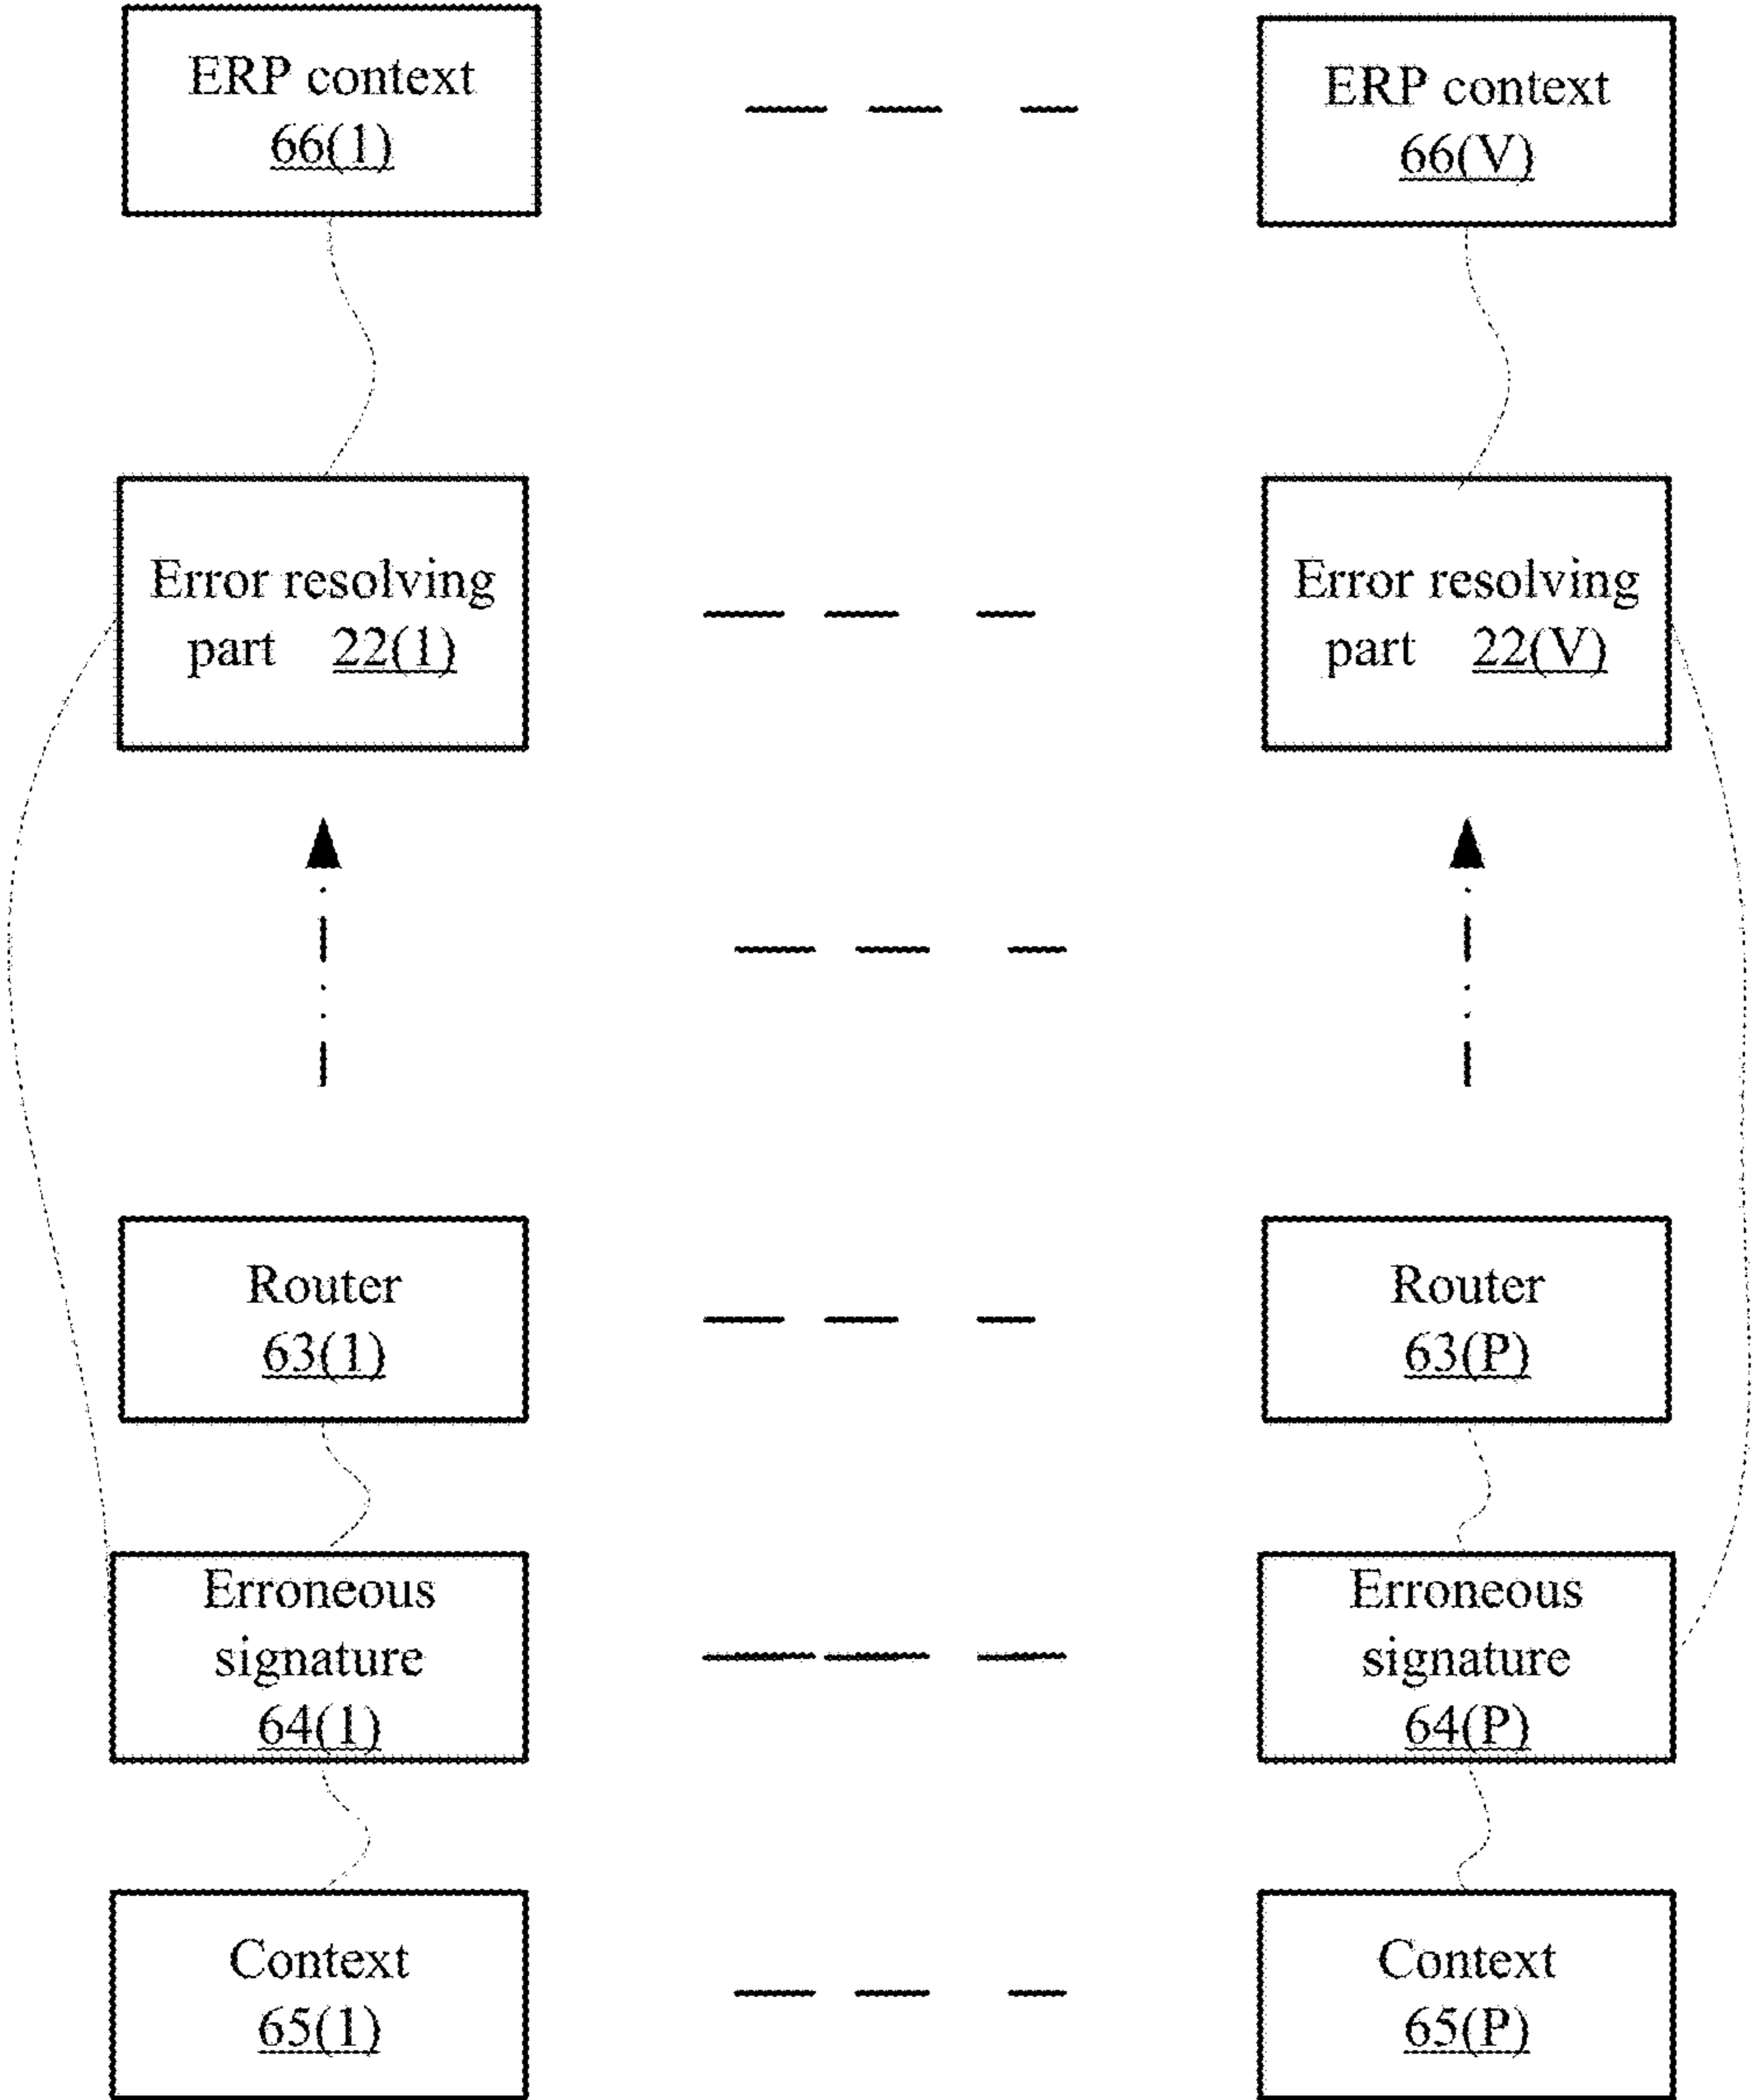 ERP context
66(1)
ERP context
66(V)
Error resolving
part 22(1)
Error resolving
part 22(V)
Router
63(1)
Router
63(P)
Erroneous
signature
64(1)
Erroneous
signature
64(P)
Context
65(1)
Context
65(P)